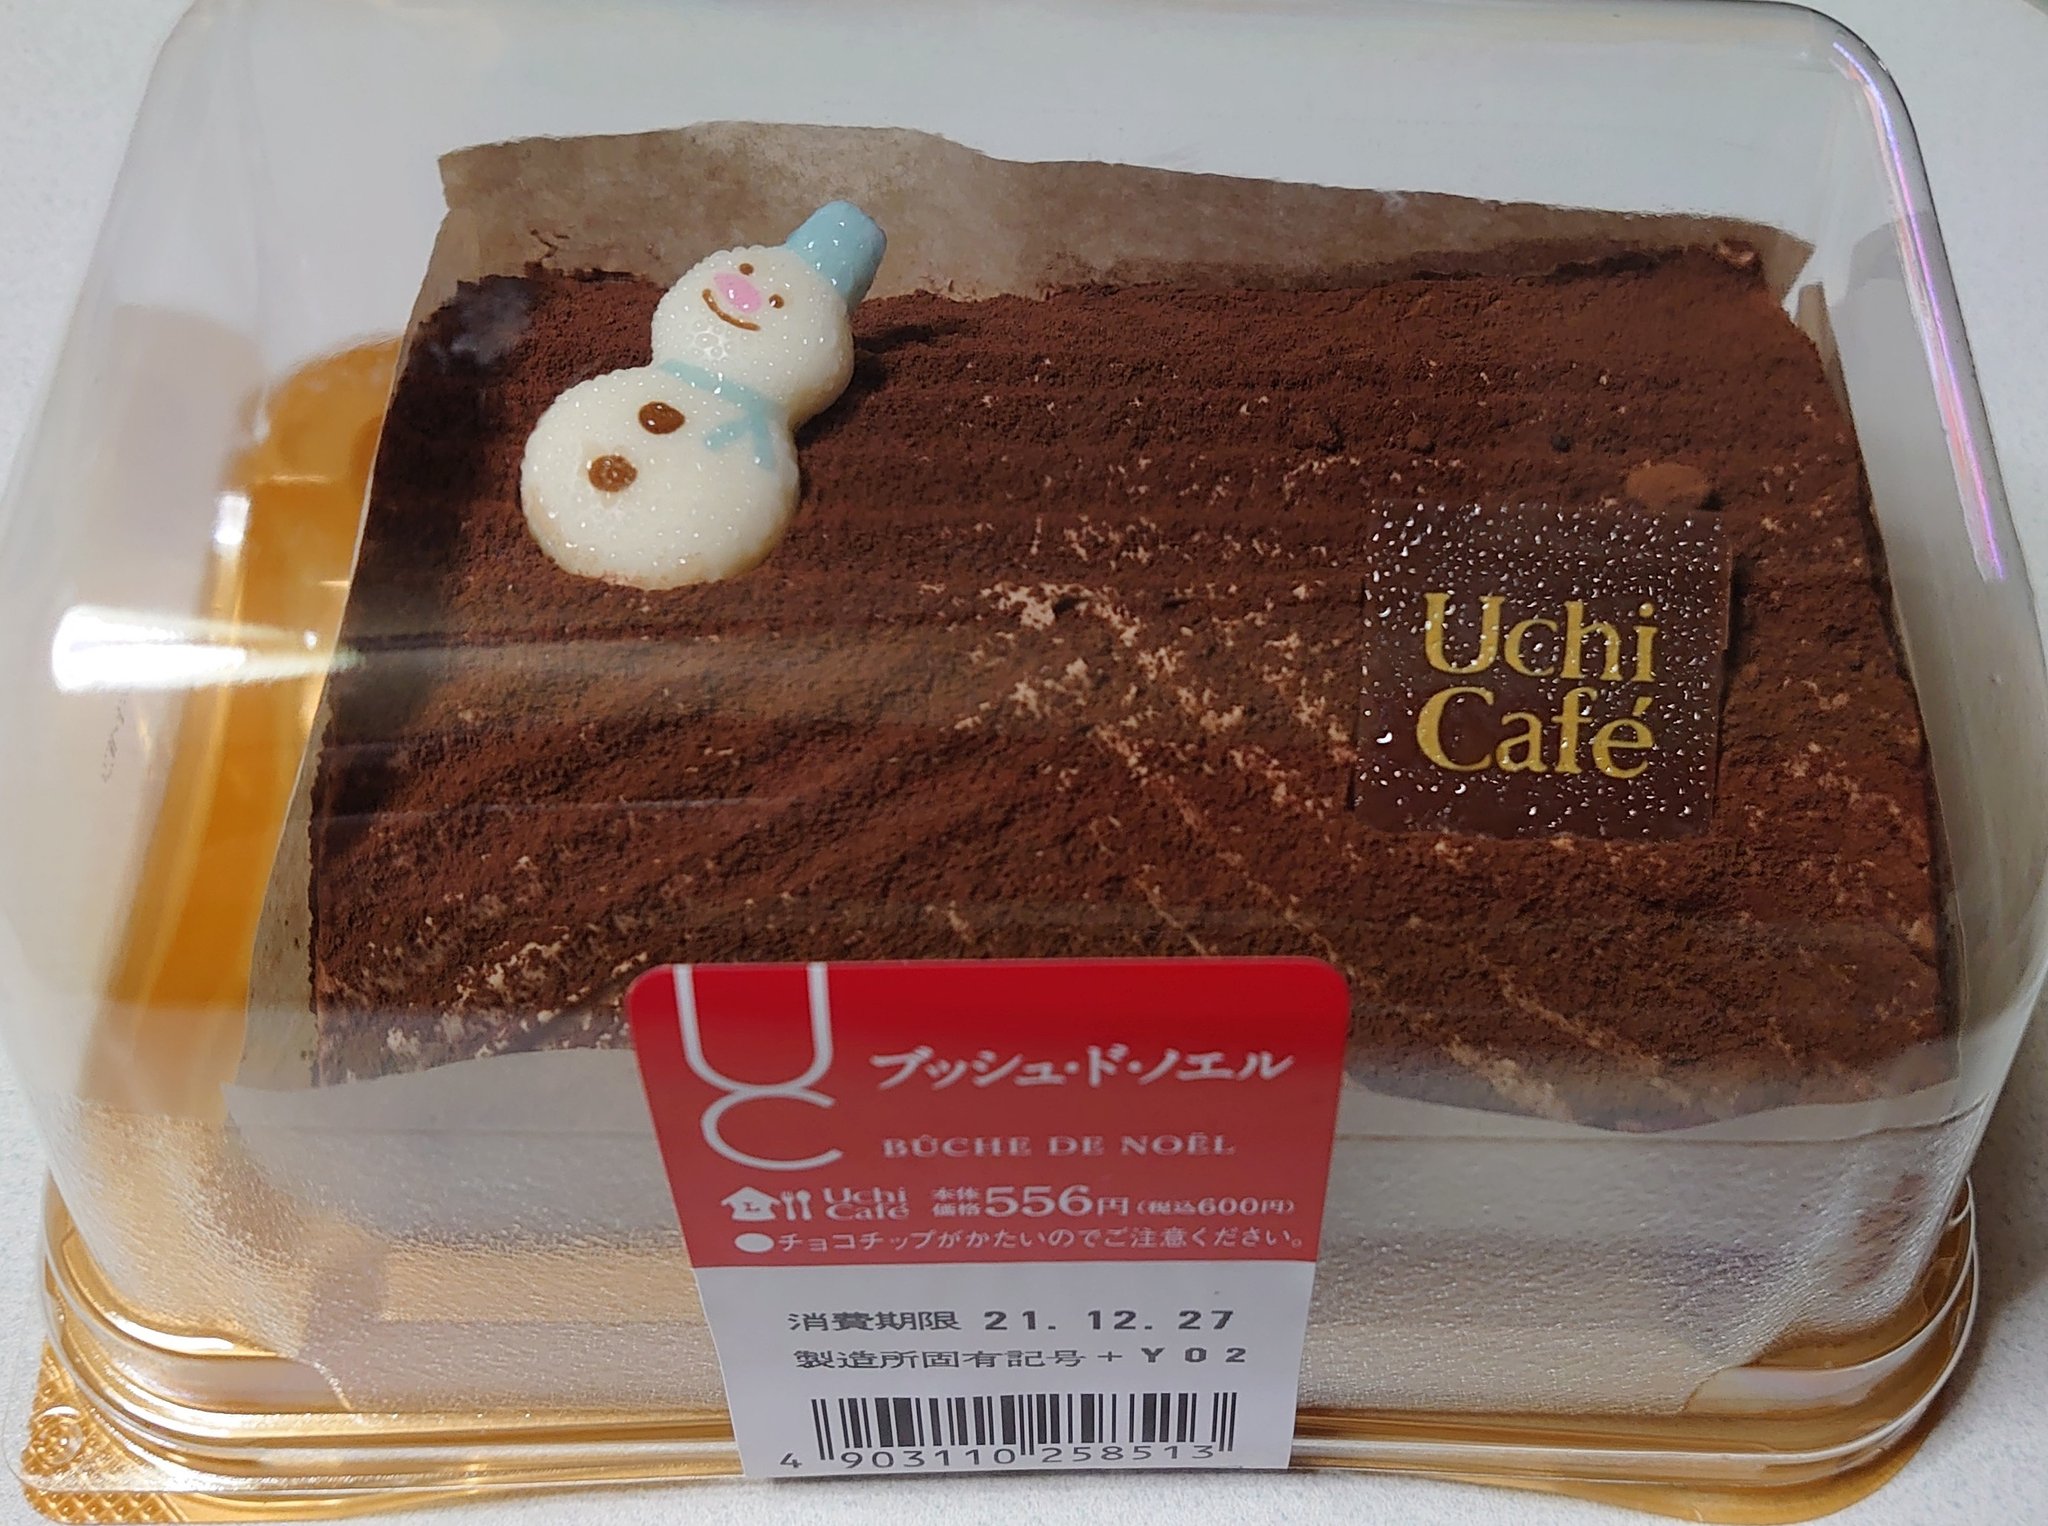 Uchi
Café
UC
ブッシュ・ド・ノエル
BÛCHE DE NOËL
Uchi
Café
本体
価格556円(税込600円)
●チョコチップがかたいのでご注意ください。
消費期限 21. 12. 27
製造所固有記号+Y02
4 903110 258513